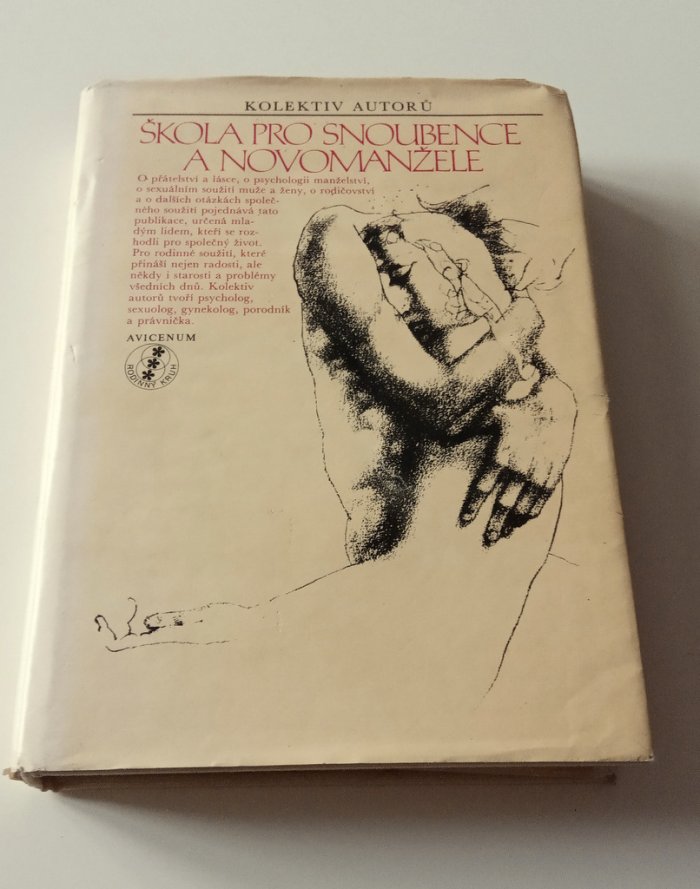 KOLEKTIV AUTORŮ
ŠKOLA PRO SNOUBENCE
A NOVOMANŽELE
O přátelství a lásce, o psychologii manželství,
o sexuálním soužití muže a ženy, o rodičovství
a o dalších otázkách společ-
ného soužití pojednává tato
publikace, určená mla-
dým lidem, kteří se roz-
hodli pro společný život.
Pro rodinné soužití, které
přináší nejen radosti, ale
někdy i starosti a problémy
všedních dnů. Kolektiv
autorů tvoří psycholog,
sexuolog, gynekolog, porodník
a právnička.
AVICENUM
RODINNÝ KRUH